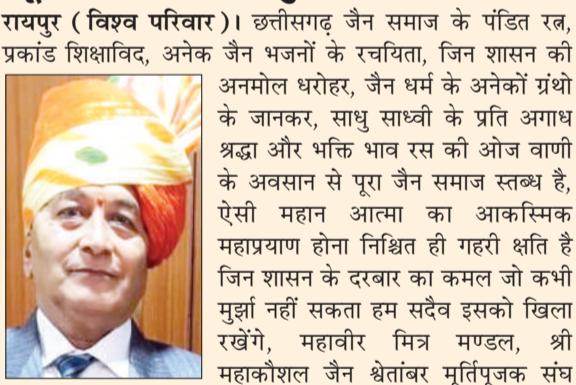 रायपुर ( विश्व परिवार )। छत्तीसगढ़ जैन समाज के पंडित रत्न,
प्रकांड शिक्षाविद, अनेक जैन भजनों के रचयिता, जिन शासन की
अनमोल धरोहर, जैन धर्म के अनेकों ग्रंथो
के जानकर, साधु साध्वी के प्रति अगाध
श्रद्धा और भक्ति भाव रस की ओज वाणी
के अवसान से पूरा जैन समाज स्तब्ध है,
ऐसी महान आत्मा का आकस्मिक
महाप्रयाण होना निश्चित ही गहरी क्षति है
जिन शासन के दरबार का कमल जो कभी
मुर्झा नहीं सकता हम सदैव इसको खिला
रखेंगे, महावीर मित्र मण्डल, श्री
महाकौशल जैन श्वेतांबर मूर्तिपूजक संघ